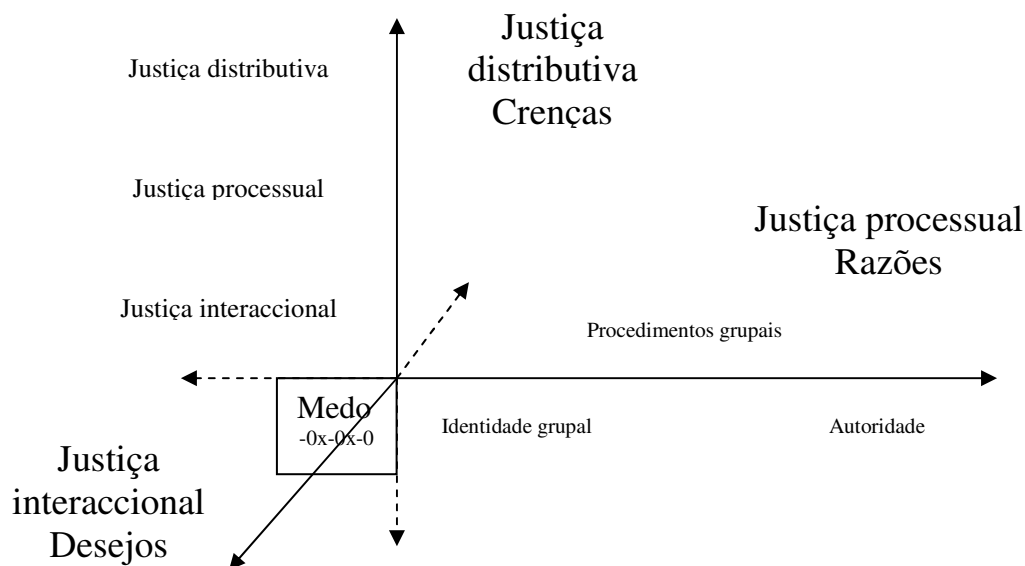 Justiça
distributiva
Crenças
Justiça distributiva
Justiça processual
Justiça processual
Razões
Justiça interaccional
Procedimentos grupais
Medo
-0x-0x-0
Identidade grupal
Autoridade
Justiça
interaccional
Desejos